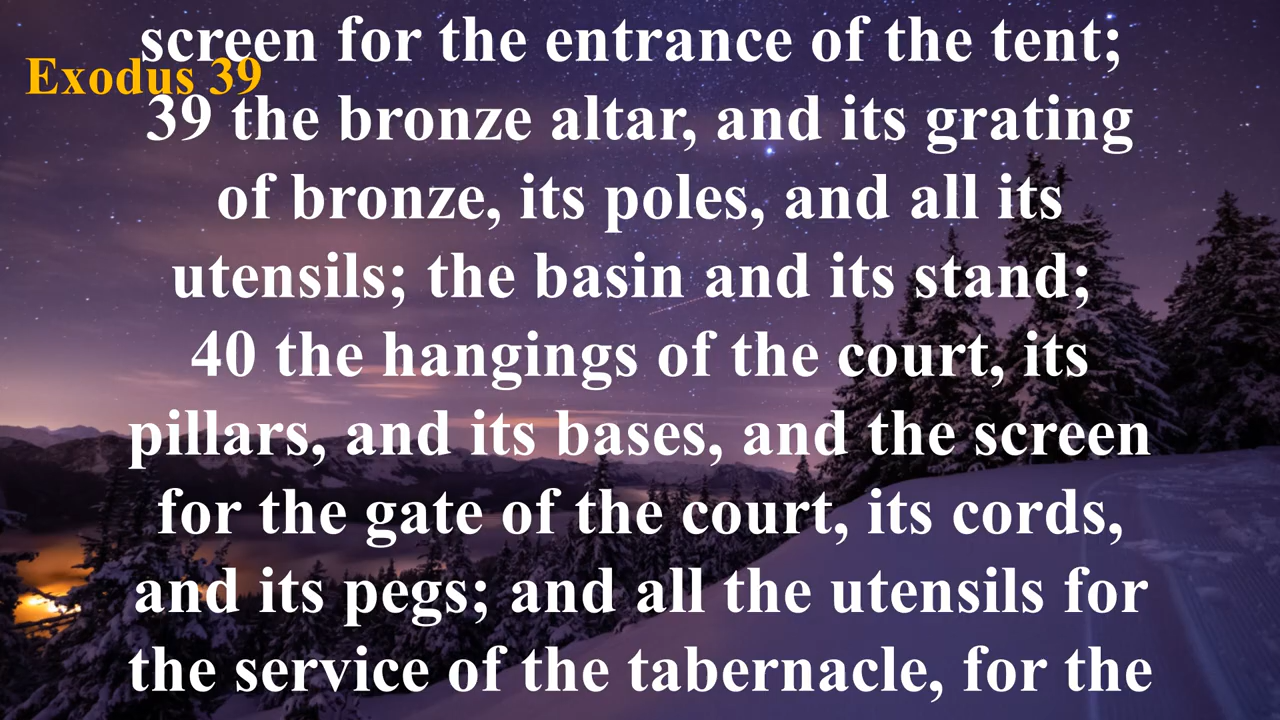 screen for the entrance of the tent;
Exodus 39
39 the bronze altar, and its grating
of bronze, its poles, and all its
utensils; the basin and its stand;
40 the hangings of the court, its
pillars, and its bases, and the screen
for the gate of the court, its cords,
and its pegs; and all the utensils for
the service of the tabernacle, for the